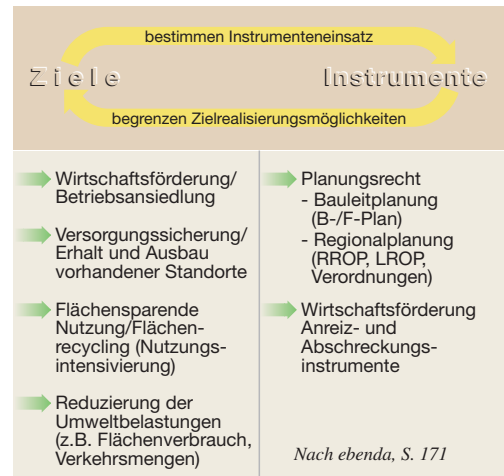 bestimmen Instrumenteneinsatz
Ziele
Instrumente
begrenzen Zielrealisierungsmöglichkeiten
Wirtschaftsförderung/
Betriebsansiedlung
Versorgungssicherung/
Erhalt und Ausbau
vorhandener Standorte
Flächensparende
Nutzung/Flächen-
recycling (Nutzungs-
intensivierung)
Reduzierung der
Umweltbelastungen
(z.B. Flächenverbrauch,
Verkehrsmengen)
Planungsrecht
- Bauleitplanung
(B-/F-Plan)
- Regionalplanung
(RROP, LROP,
Verordnungen)
Wirtschaftsförderung
Anreiz- und
Abschreckungs-
instrumente
Nach ebenda, S. 171